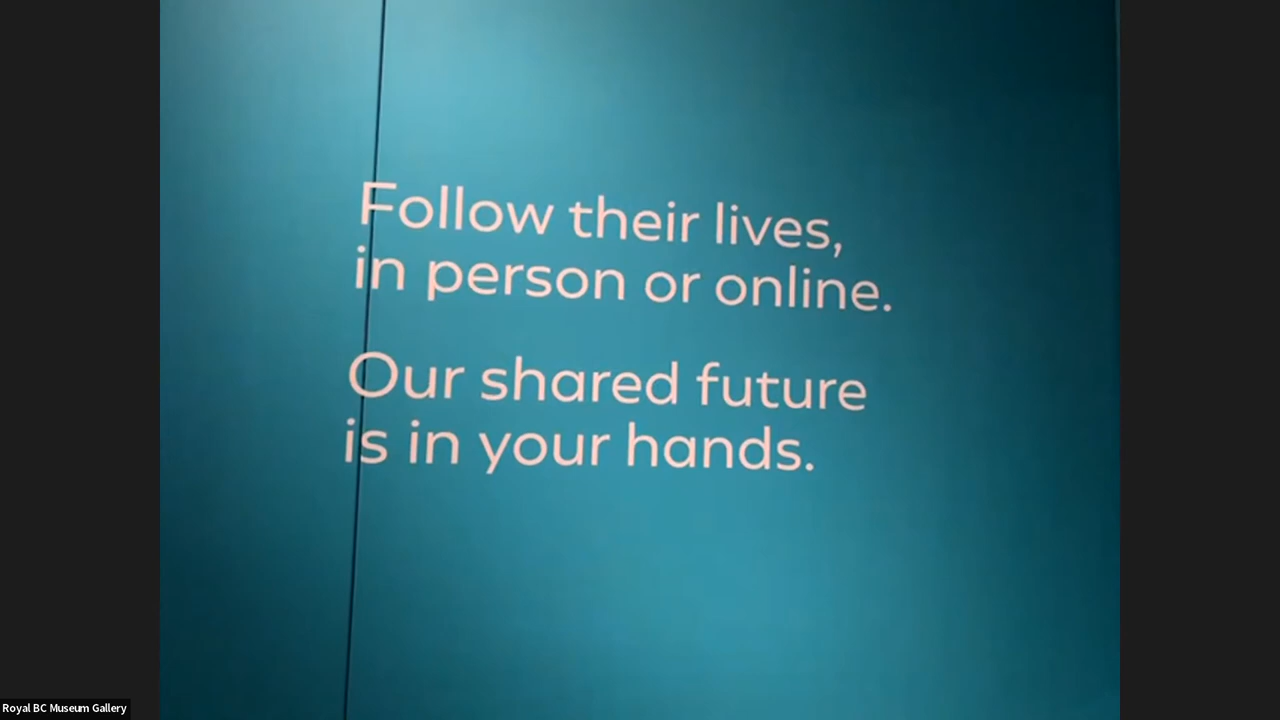 Follow their lives,
in person or online.
Our shared future
is in your hands.
Royal BC Museum Gallery